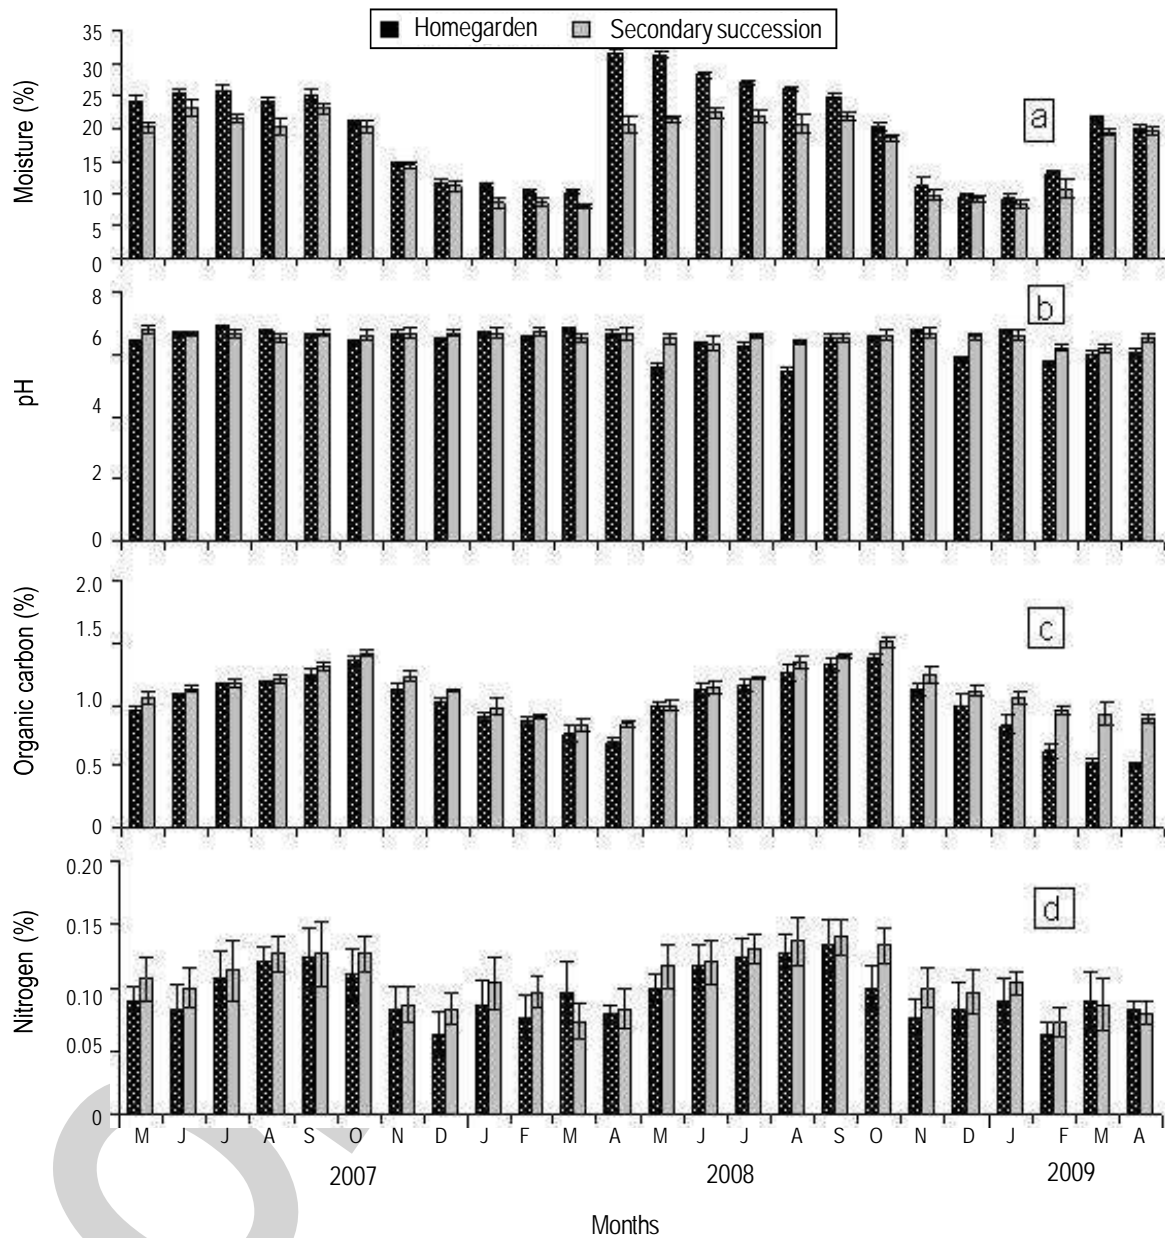 Homegarden Secondary succession
Moisture (%)
35
30
25
20
15
10
5
0
a
pH
8
6
4
2
0
b
Organic carbon (%)
2.0
1.5
1.0
0.5
0
c
Nitrogen (%)
0.20
0.15
0.10
0.05
0
d
M J J A S O N D J F M A M J J A S O N D J F M A
2007 2008 2009
Months